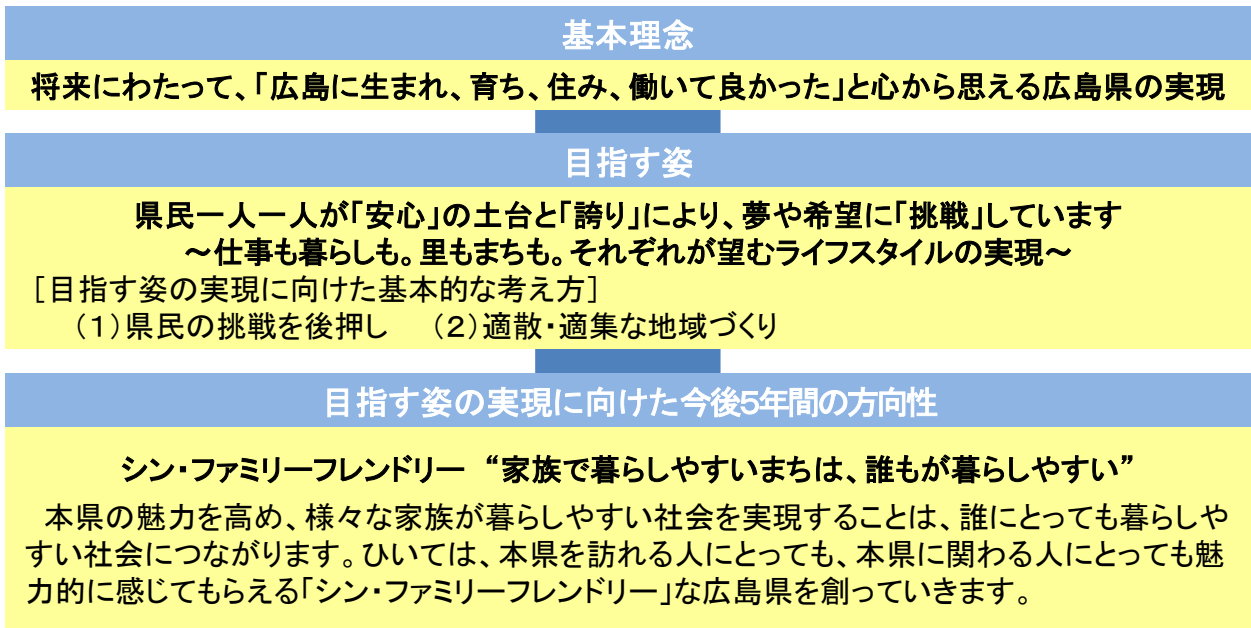 基本理念
将来にわたって、「広島に生まれ、育ち、住み、働いて良かった」と心から思える広島県の実現
目指す姿
県民一人一人が「安心」の土台と「誇り」により、夢や希望に「挑戦」しています
～仕事も暮らしも。里もまちも。それぞれが望むライフスタイルの実現～
［目指す姿の実現に向けた基本的な考え方］
（１）県民の挑戦を後押し　（２）適散・適集な地域づくり
目指す姿の実現に向けた今後5年間の方向性
シン・ファミリーフレンドリー “家族で暮らしやすいまちは、誰もが暮らしやすい”
本県の魅力を高め、様々な家族が暮らしやすい社会を実現することは、誰にとっても暮らしや
すい社会につながります。ひいては、本県を訪れる人にとっても、本県に関わる人にとっても魅
力的に感じてもらえる「シン・ファミリーフレンドリー」な広島県を創っていきます。